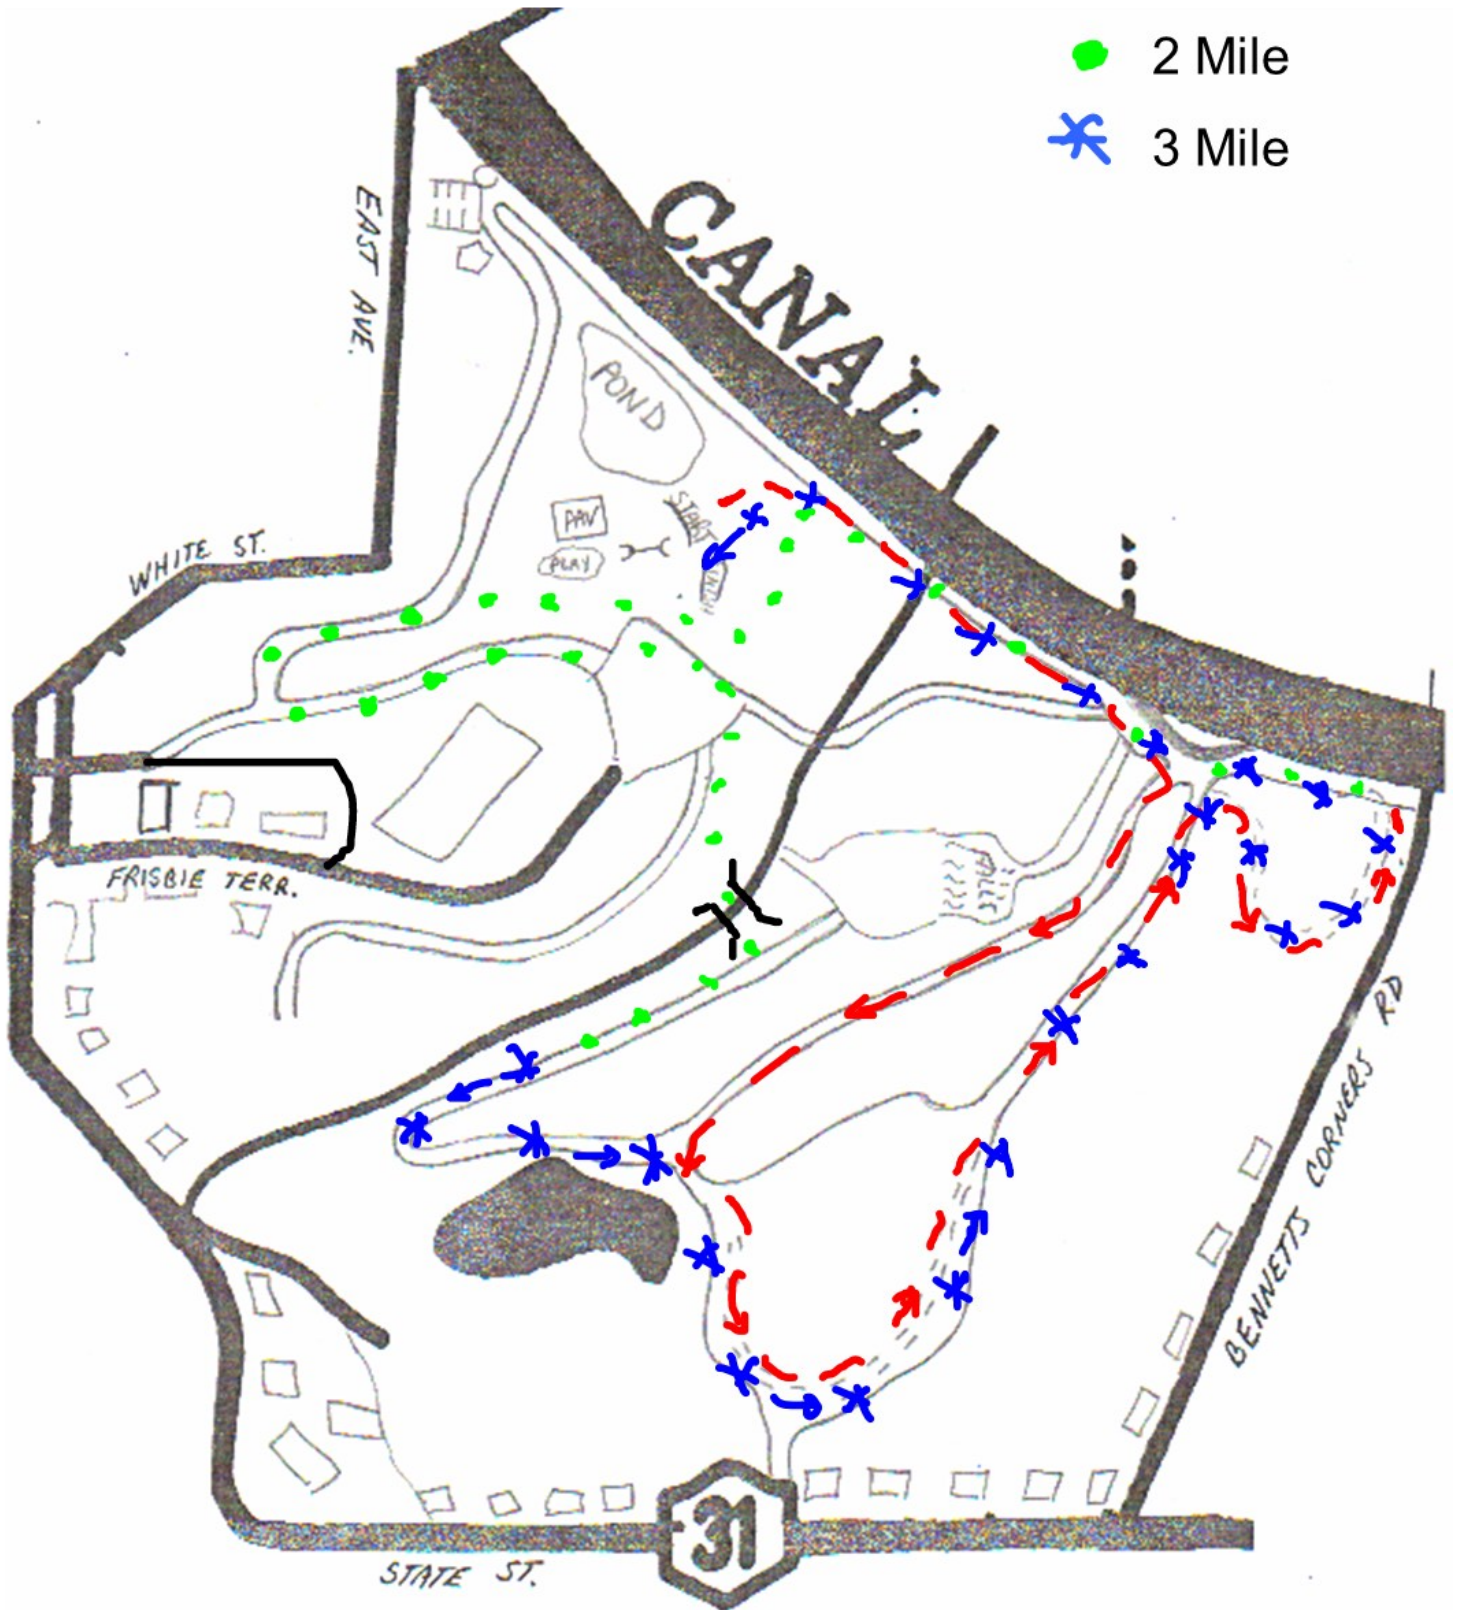 2 Mile
3 Mile
CANAL
EAST AVE.
POND
START
PAV
PLAY
WHITE ST.
FRISBIE TERR.
BENNETTS CORNERS RD
31
STATE ST.